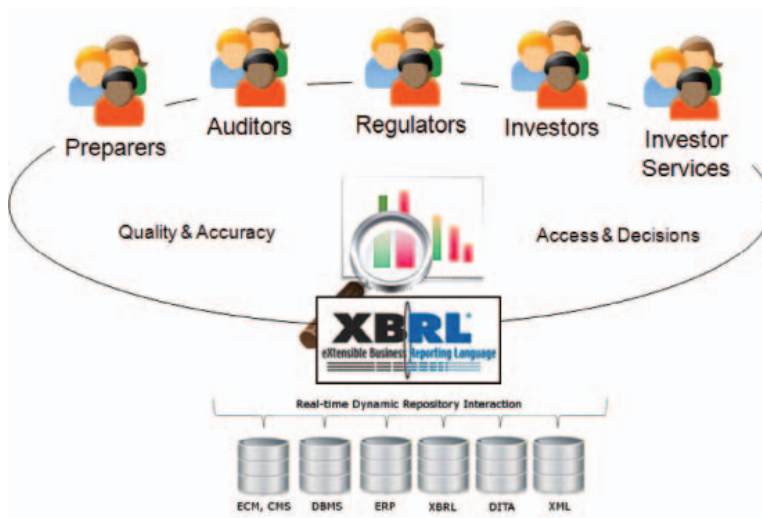 Preparers
Auditors
Regulators
Investors
Investor
Services
Quality & Accuracy
Access & Decisions
XBRL®
eXtensible Business Reporting Language
Real-time Dynamic Repository Interaction
ECM, CMS DBMS ERP XBRL DITA XML